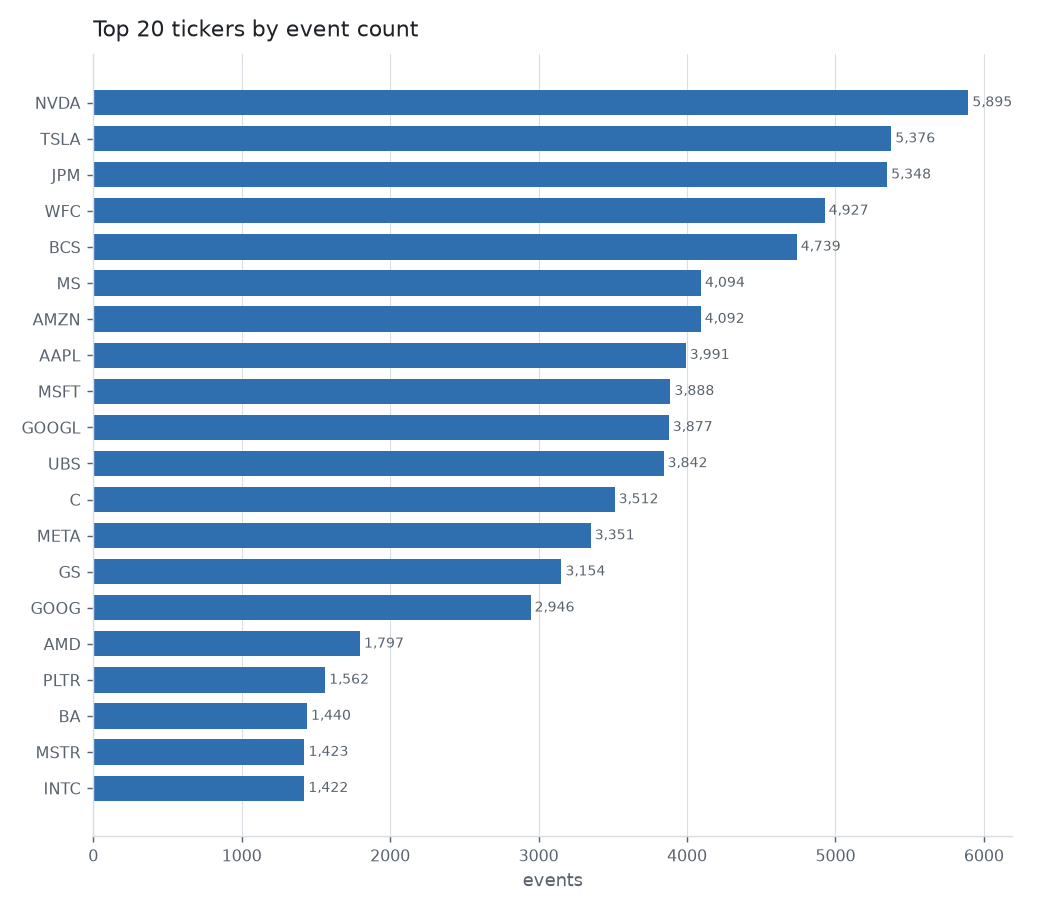 Top 20 tickers by event count
NVDA 5,895
TSLA 5,376
JPM 5,348
WFC 4,927
BCS 4,739
MS 4,094
AMZN 4,092
AAPL 3,991
MSFT 3,888
GOOGL 3,877
UBS 3,842
C 3,512
META 3,351
GS 3,154
GOOG 2,946
AMD 1,797
PLTR 1,562
BA 1,440
MSTR 1,423
INTC 1,422
0 1000 2000 3000 4000 5000 6000
events